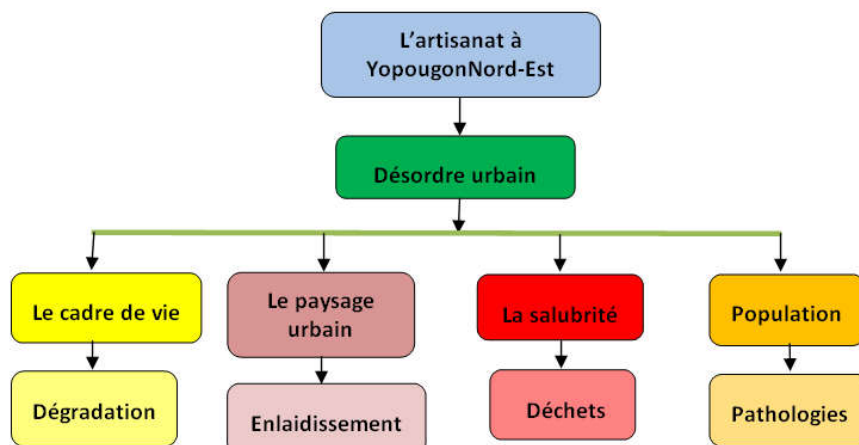 L'artisanat à
YopougonNord-Est
Désordre urbain
Le cadre de vie
Le paysage
urbain
La salubrité
Population
Dégradation
Enlaidissement
Déchets
Pathologies